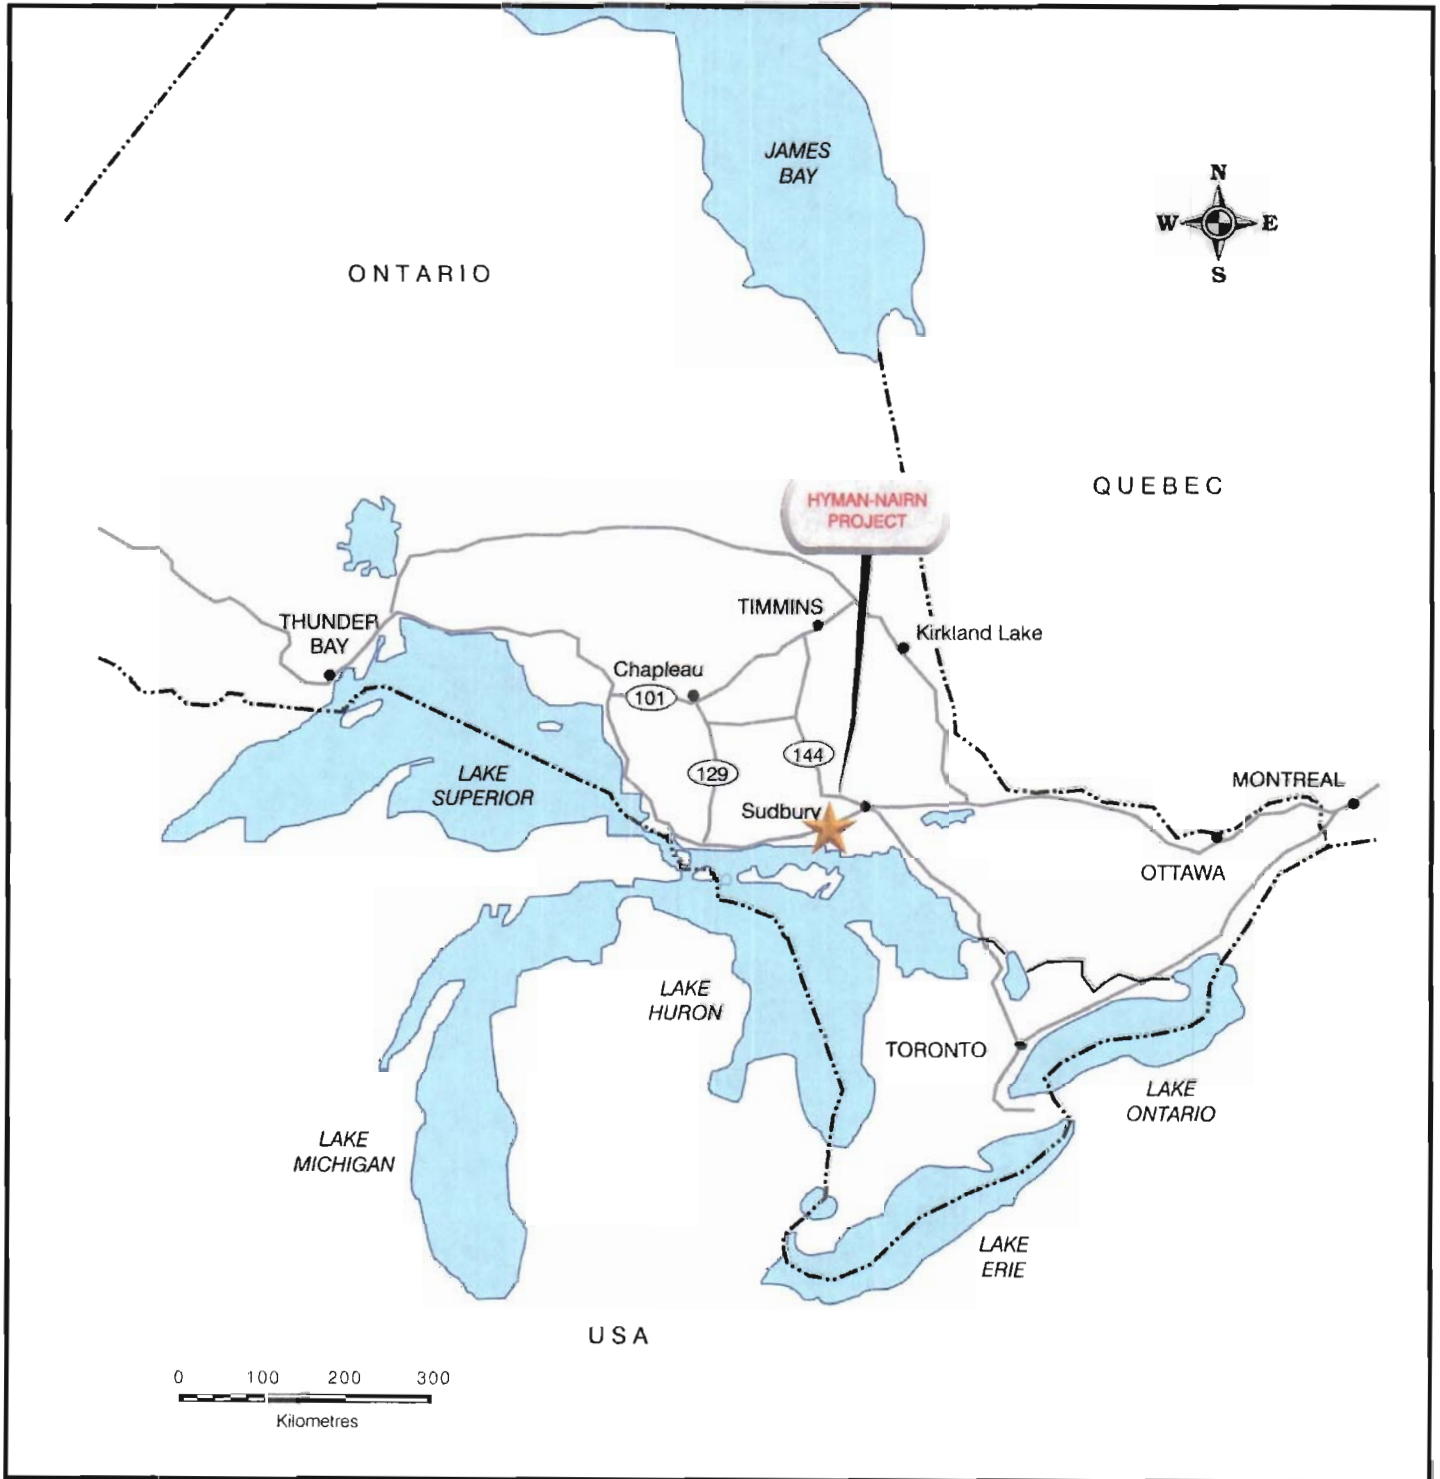 JAMES
BAY
N
W E
S
ONTARIO
QUEBEC
HYMAN-NAIRN
PROJECT
TIMMINS
THUNDER
BAY
Kirkland Lake
Chapleau
101
144
129
LAKE
SUPERIOR
MONTREAL
Sudbury
OTTAWA
LAKE
HURON
TORONTO
LAKE
ONTARIO
LAKE
MICHIGAN
LAKE
ERIE
USA
0 100 200 300
Kilometres